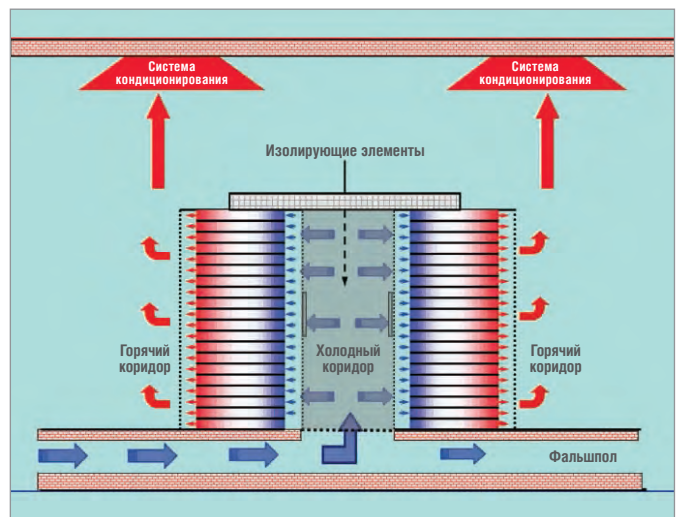 Система
кондиционирования
Система
кондиционирования
Изолирующие элементы
Горячий
коридор
Холодный
коридор
Горячий
коридор
Фальшпол